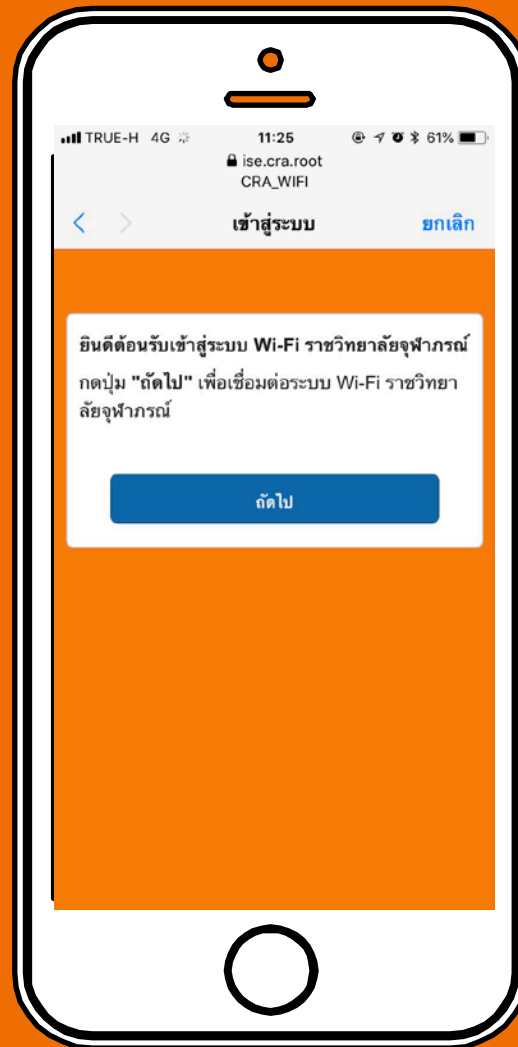 TRUE-H 4G 11:25 61%
ise.cra.root
CRA_WIFI
เข้าสู่ระบบ ยกเลิก
ยินดีต้อนรับเข้าสู่ระบบ Wi-Fi ราชวิทยาลัยจุฬาภรณ์
กดปุ่ม "ถัดไป" เพื่อเชื่อมต่อระบบ Wi-Fi ราชวิทยา
ลัยจุฬาภรณ์
ถัดไป